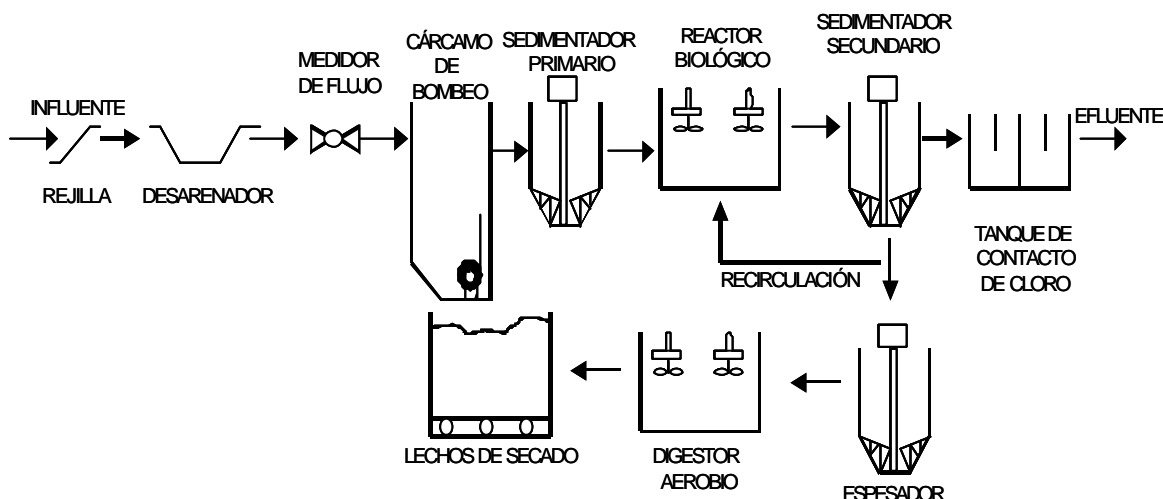 INFLUENTE
REJILLA
DESARENADOR
MEDIDOR
DE FLUJO
CÁRCAMO
DE
BOMBEO
SEDIMENTADOR
PRIMARIO
REACTOR
BIOLÓGICO
SEDIMENTADOR
SECUNDARIO
EFLUENTE
TANQUE DE
CONTACTO
DE CLORO
RECIRCULACIÓN
LECHOS DE SECADO
DIGESTOR
AEROBIO
ESPESADOR